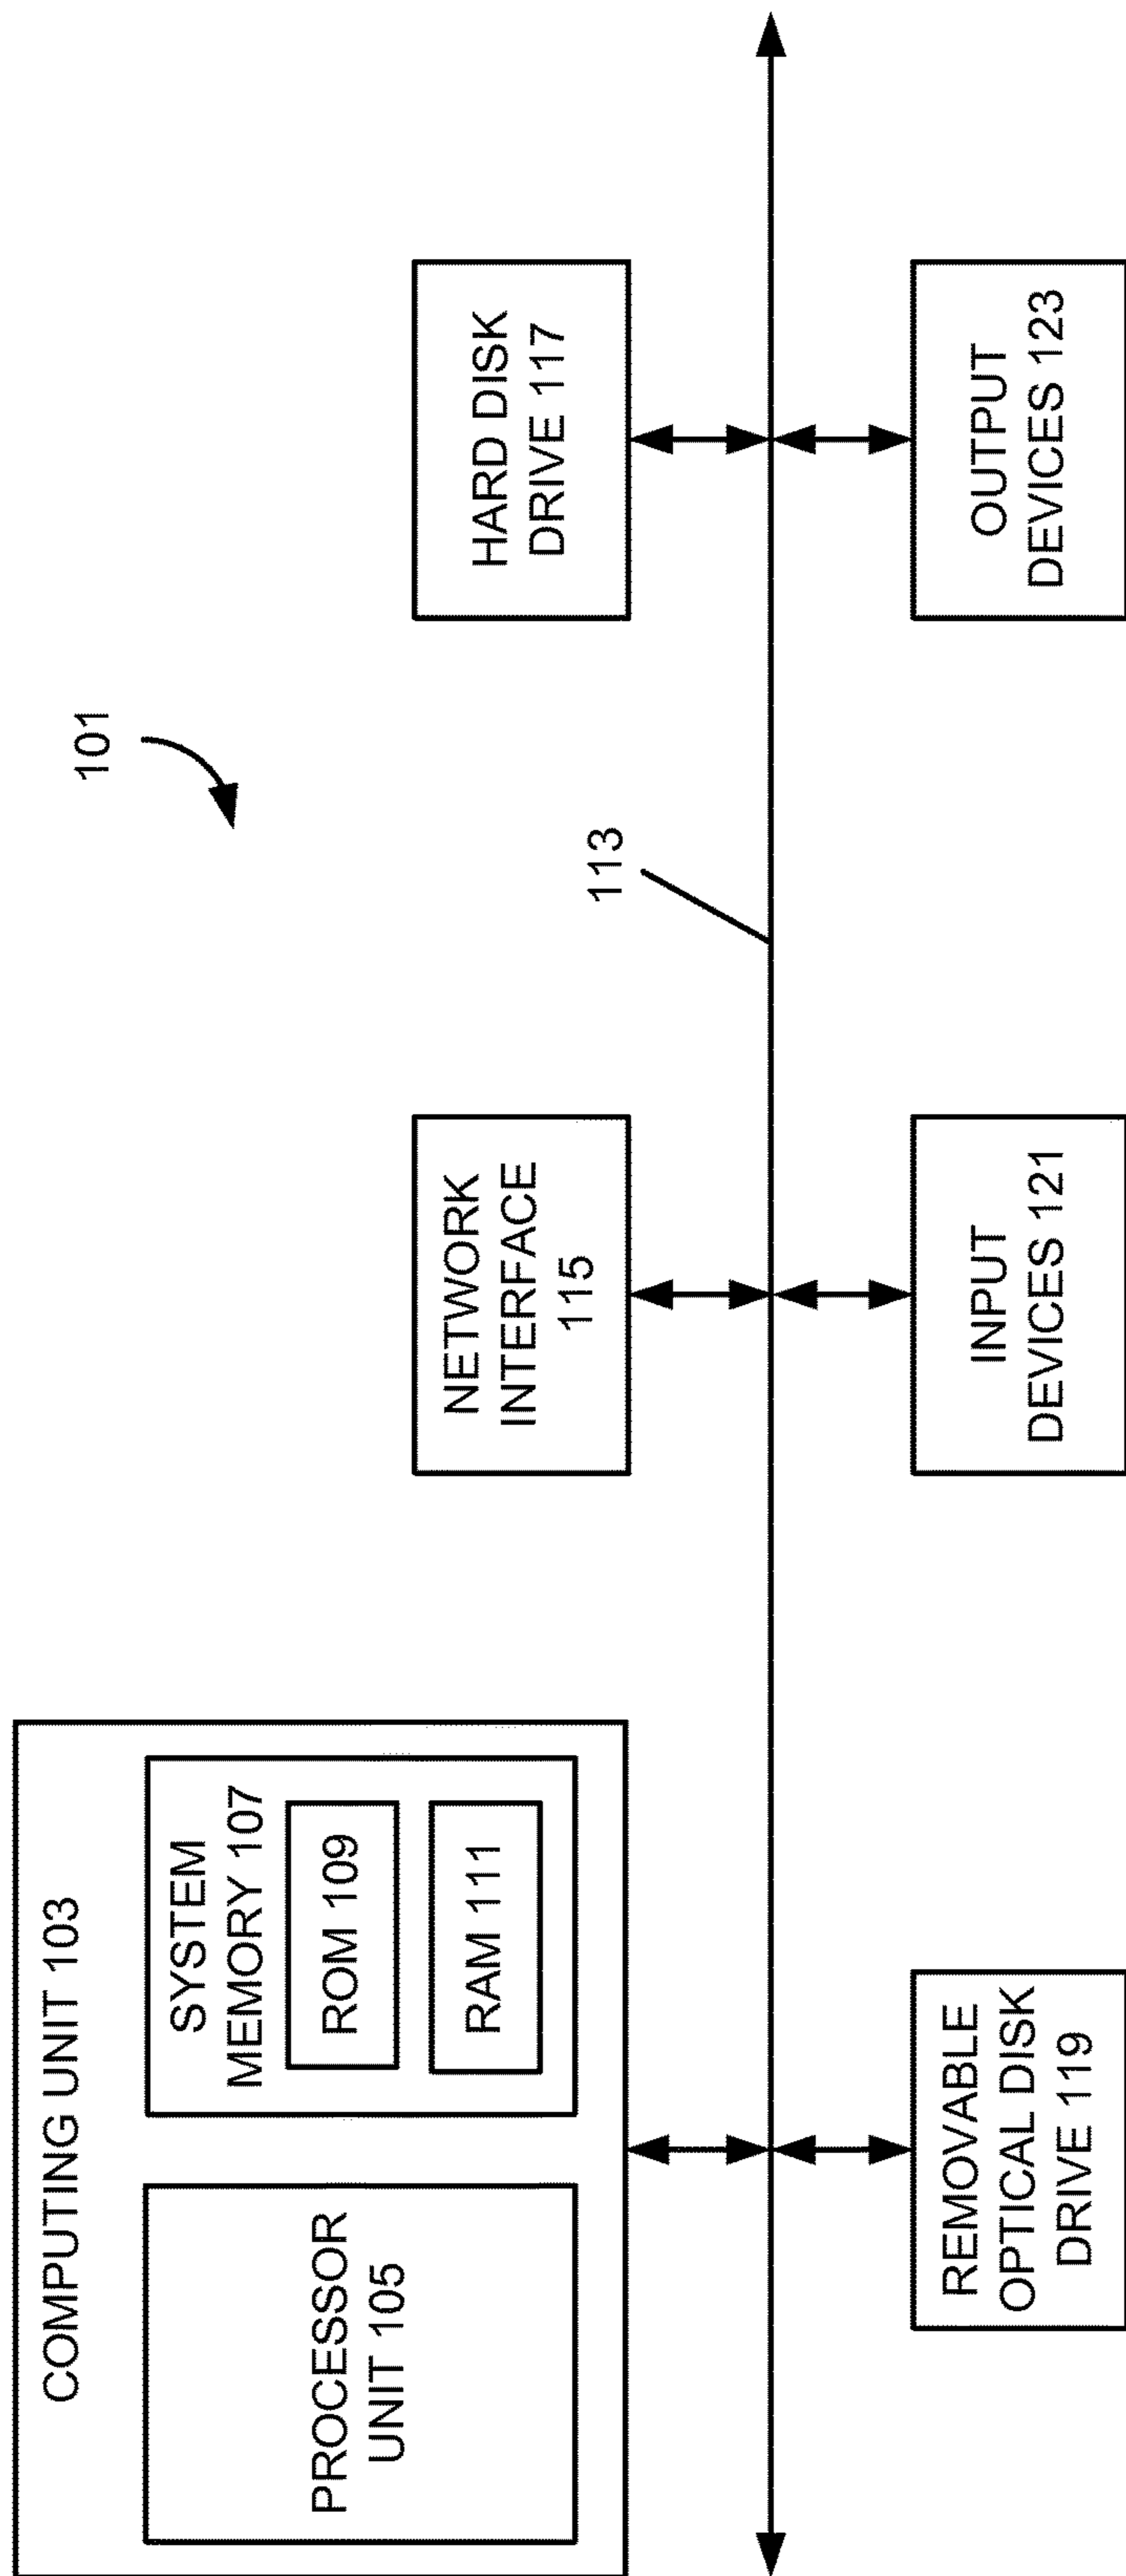 101
COMPUTING UNIT 103
PROCESSOR
UNIT 105
SYSTEM
MEMORY 107
ROM 109
RAM 111
NETWORK
INTERFACE
115
HARD DISK
DRIVE 117
113
REMOVABLE
OPTICAL DISK
DRIVE 119
INPUT
DEVICES 121
OUTPUT
DEVICES 123